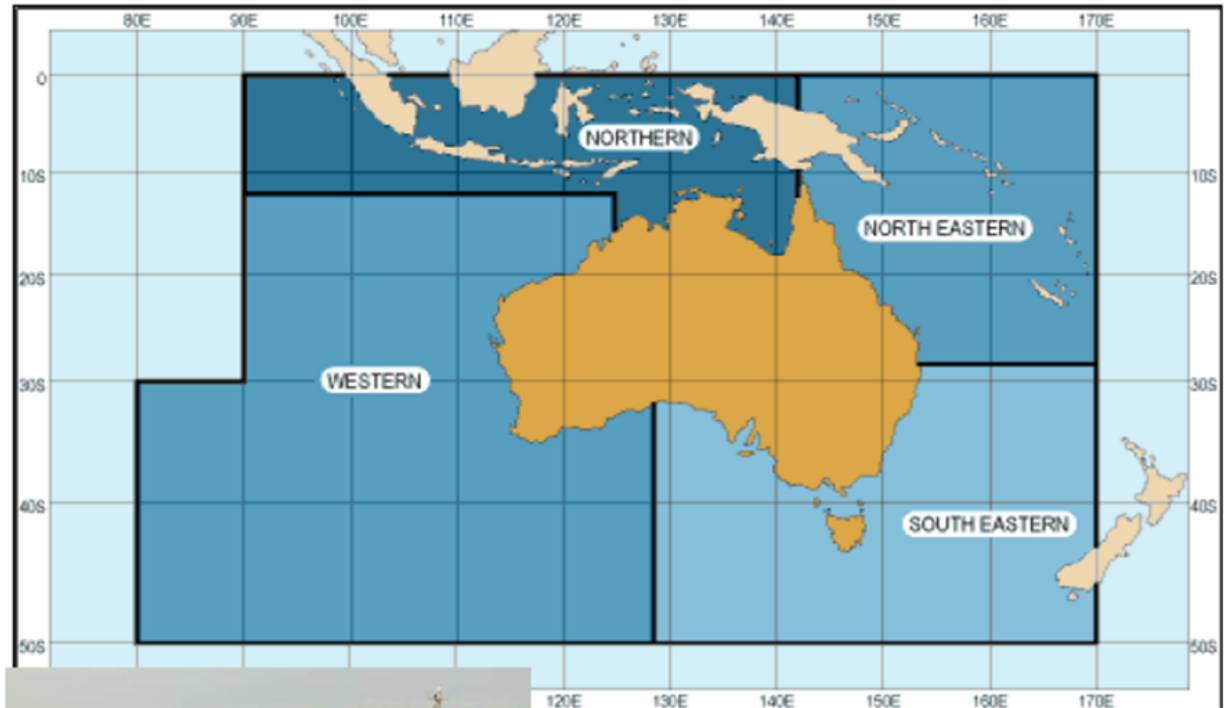 80E 90E 100E 110E 120E 130E 140E 150E 160E 170E
0
NORTHERN
10S 10S
NORTH EASTERN
20S 20S
WESTERN
30S 30S
40S 40S
SOUTH EASTERN
50S 50S
120E 130E 140E 150E 160E 170E